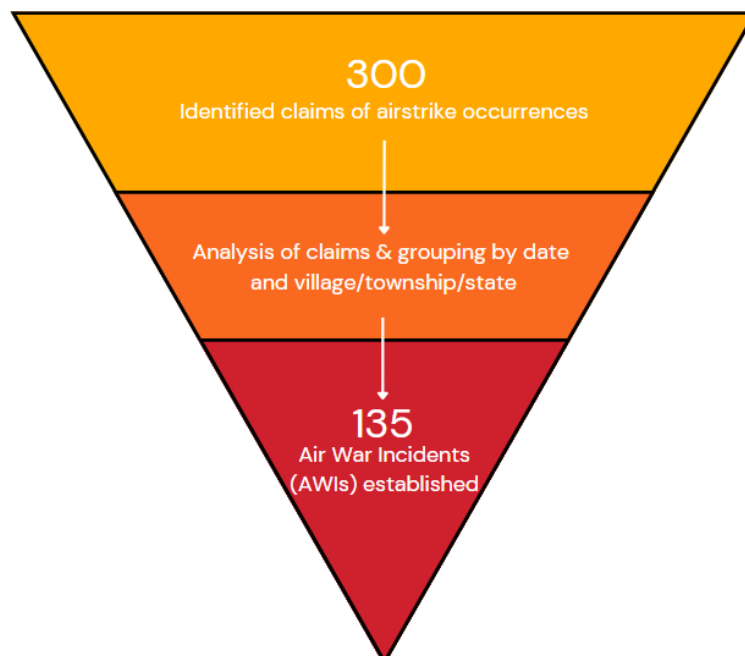 300
Identified claims of airstrike occurrences
Analysis of claims & grouping by date
and village/township/state
135
Air War Incidents
(AWIs) established